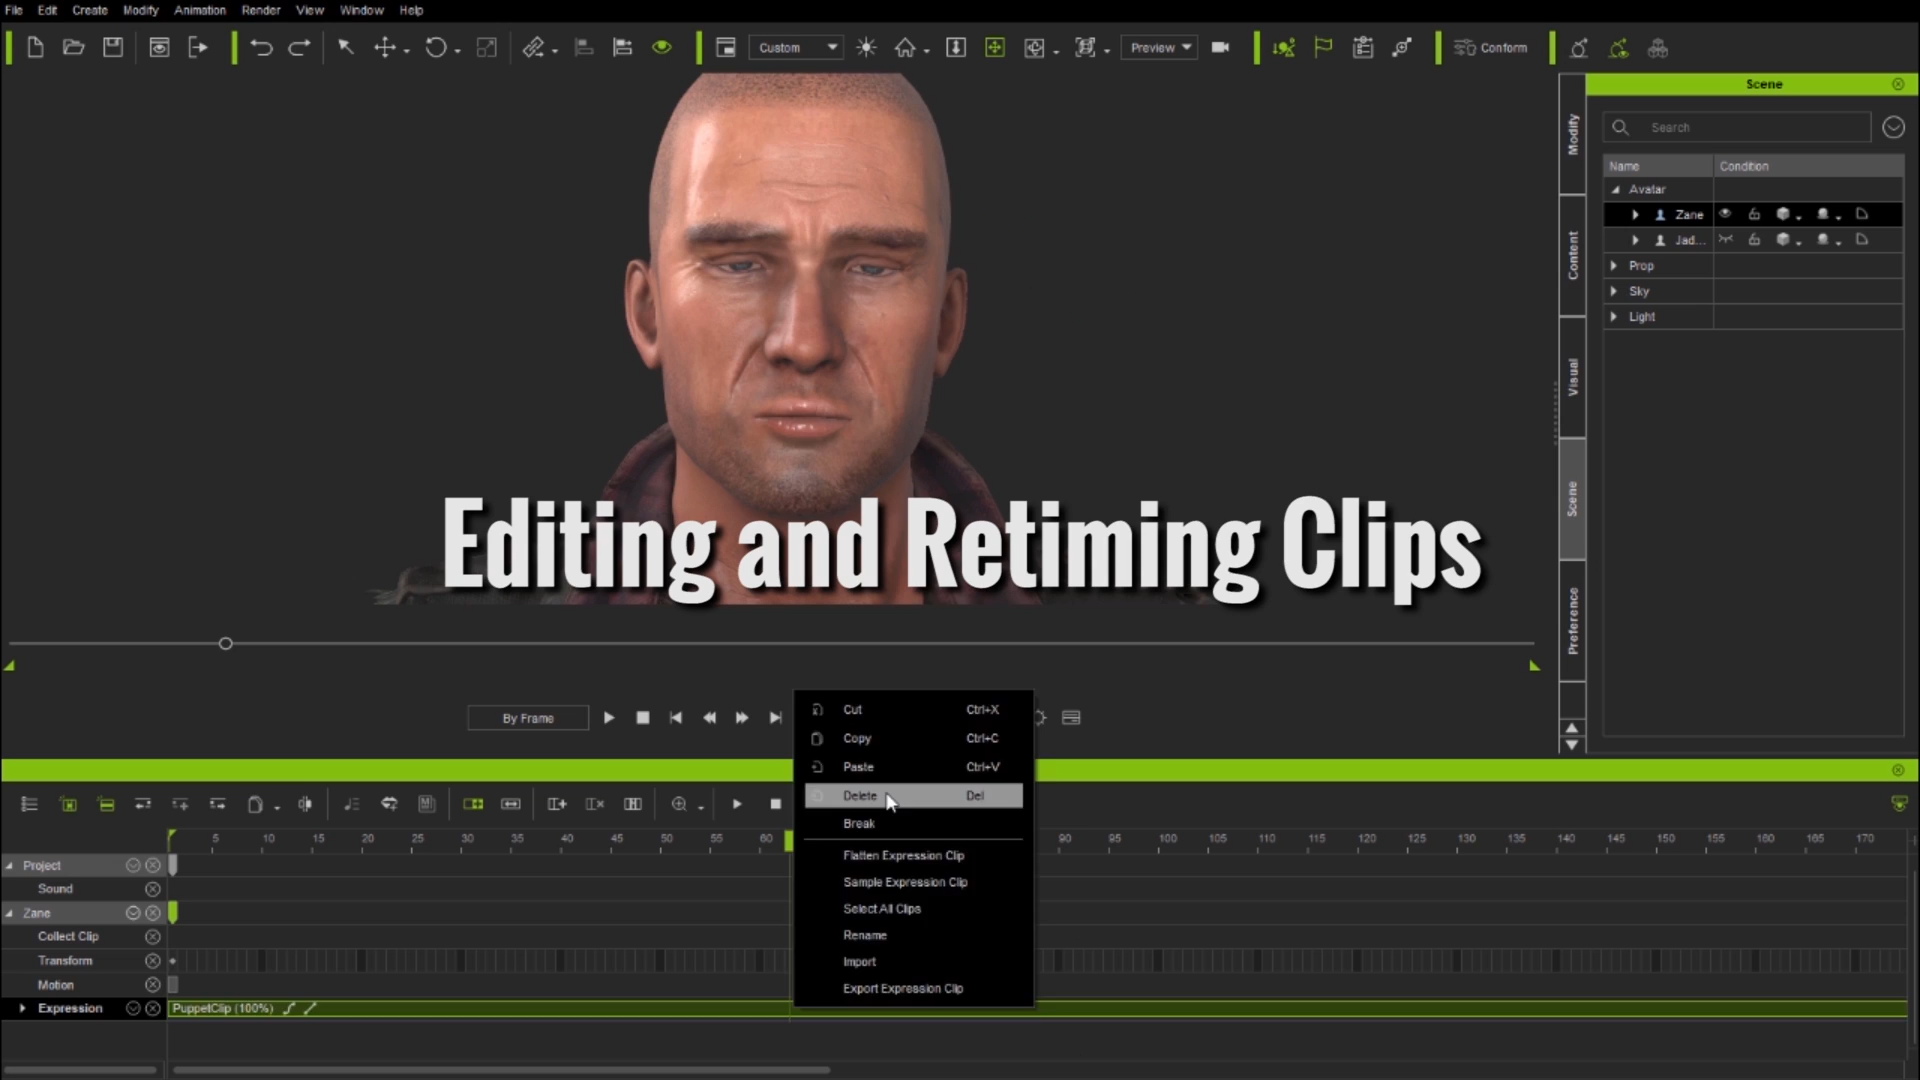 File Edit Create Modify Animation Render View Window Help
Custom Preview Conform
Scene
Search
Name Condition
Avatar
Zane
Jad...
Prop
Sky
Light
Modify
Content
Visual
Scene
Preference
Editing and Retiming Clips
By Frame
Cut Ctrl+X
Copy Ctrl+C
Paste Ctrl+V
Delete Del
Break
Flatten Expression Clip
Sample Expression Clip
Select All Clips
Rename
Import
Export Expression Clip
5 10 15 20 25 30 35 40 45 50 55 60 90 95 100 105 110 115 120 125 130 135 140 145 150 155 160 165 170
Project
Sound
Zane
Collect Clip
Transform
Motion
Expression PuppetClip (100%)